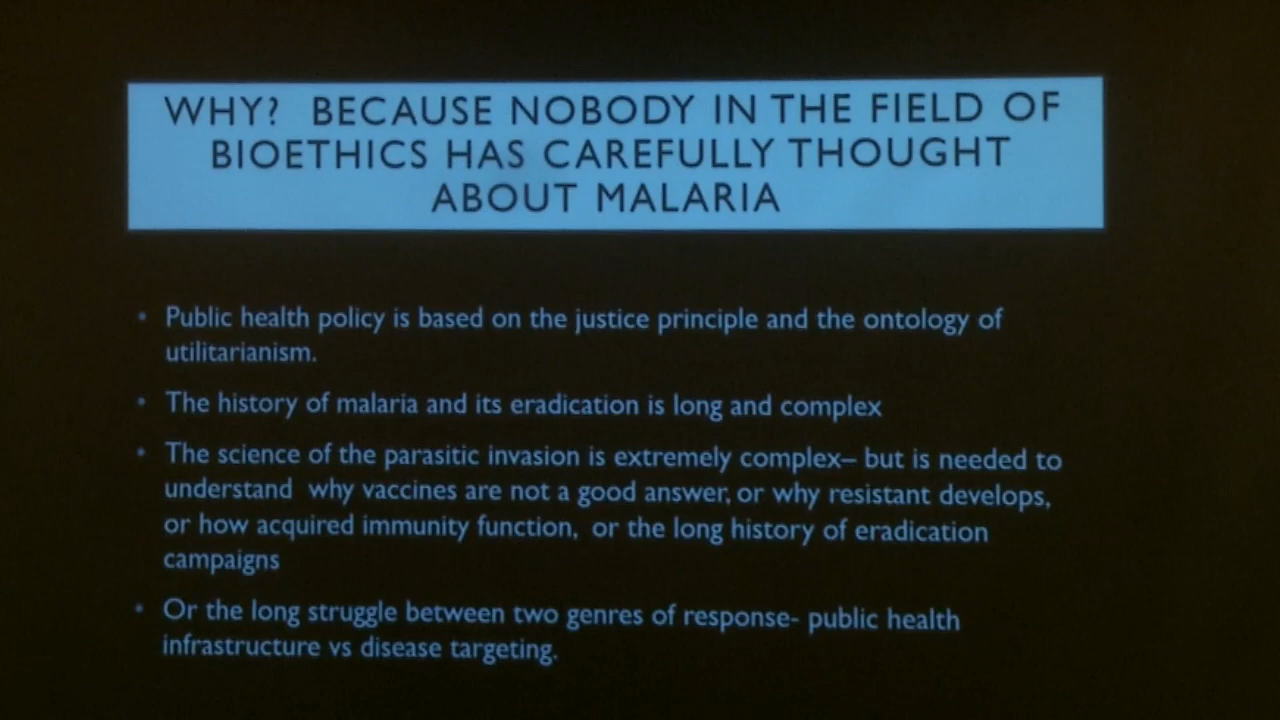 WHY? BECAUSE NOBODY IN THE FIELD OF
BIOETHICS HAS CAREFULLY THOUGHT
ABOUT MALARIA
• Public health policy is based on the justice principle and the ontology of
utilitarianism.
• The history of malaria and its eradication is long and complex
• The science of the parasitic invasion is extremely complex– but is needed to
understand why vaccines are not a good answer, or why resistant develops,
or how acquired immunity function, or the long history of eradication
campaigns
• Or the long struggle between two genres of response- public health
infrastructure vs disease targeting.